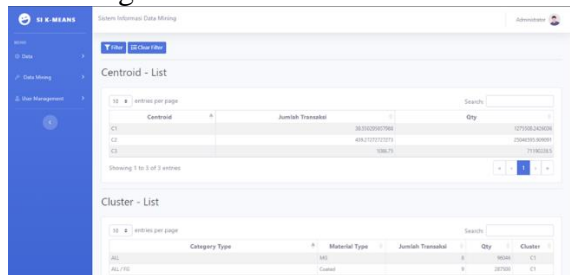 SI K-MEANS
Sistem Informasi Data Mining
Administrator
MENU
Data
Data Mining
User Management
Filter
Clear Filter
Centroid - List
10 entries per page
Search:
Centroid Jumlah Transaksi Qty
C1
C2
C3
Showing 1 to 3 of 3 entries
1
Cluster - List
10 entries per page
Search:
Category Type Material Type Jumlah Transaksi Qty Cluster
ALL C1
ALL / FG Coated C1